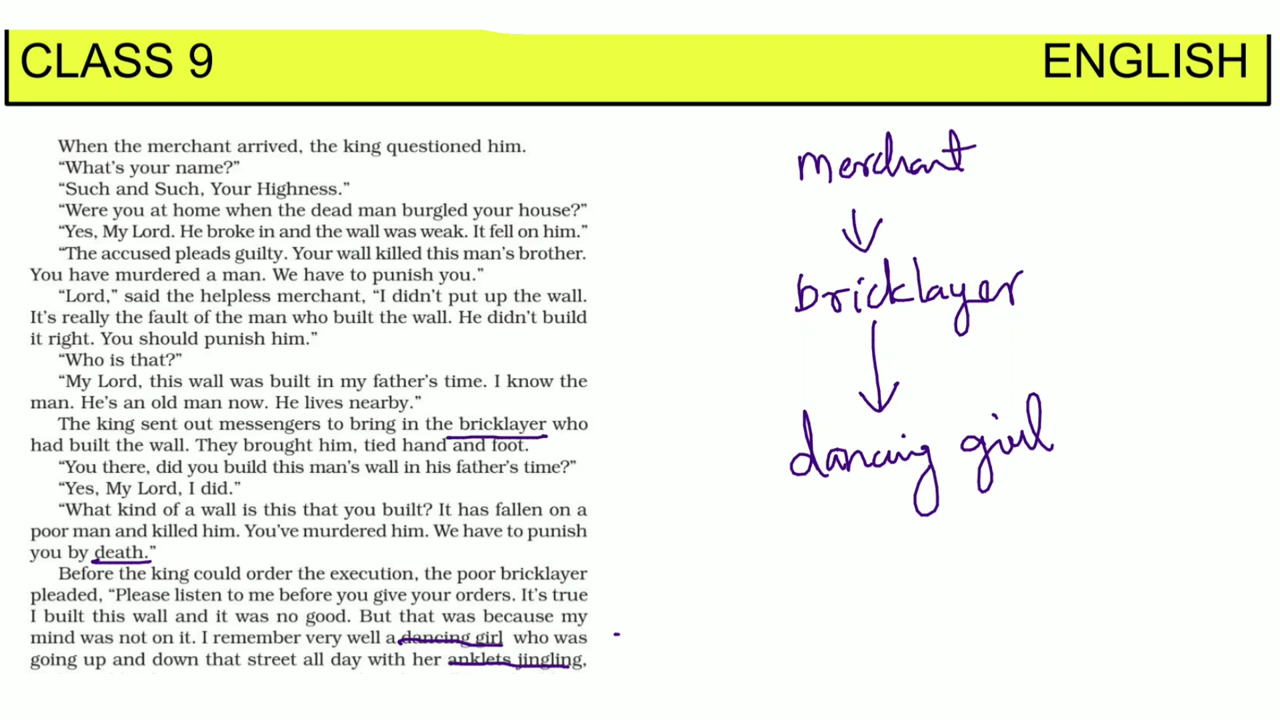 CLASS 9 ENGLISH
When the merchant arrived, the king questioned him.
“What’s your name?”
“Such and Such, Your Highness.”
“Were you at home when the dead man burgled your house?”
“Yes, My Lord. He broke in and the wall was weak. It fell on him.”
“The accused pleads guilty. Your wall killed this man’s brother.
You have murdered a man. We have to punish you.”
“Lord,” said the helpless merchant, “I didn’t put up the wall.
It’s really the fault of the man who built the wall. He didn’t build
it right. You should punish him.”
“Who is that?”
“My Lord, this wall was built in my father’s time. I know the
man. He’s an old man now. He lives nearby.”
The king sent out messengers to bring in the bricklayer who
had built the wall. They brought him, tied hand and foot.
“You there, did you build this man’s wall in his father’s time?”
“Yes, My Lord, I did.”
“What kind of a wall is this that you built? It has fallen on a
poor man and killed him. You’ve murdered him. We have to punish
you by death.”
Before the king could order the execution, the poor bricklayer
pleaded, “Please listen to me before you give your orders. It’s true
I built this wall and it was no good. But that was because my
mind was not on it. I remember very well a dancing girl who was
going up and down that street all day with her anklets jingling,
merchant
bricklayer
dancing girl